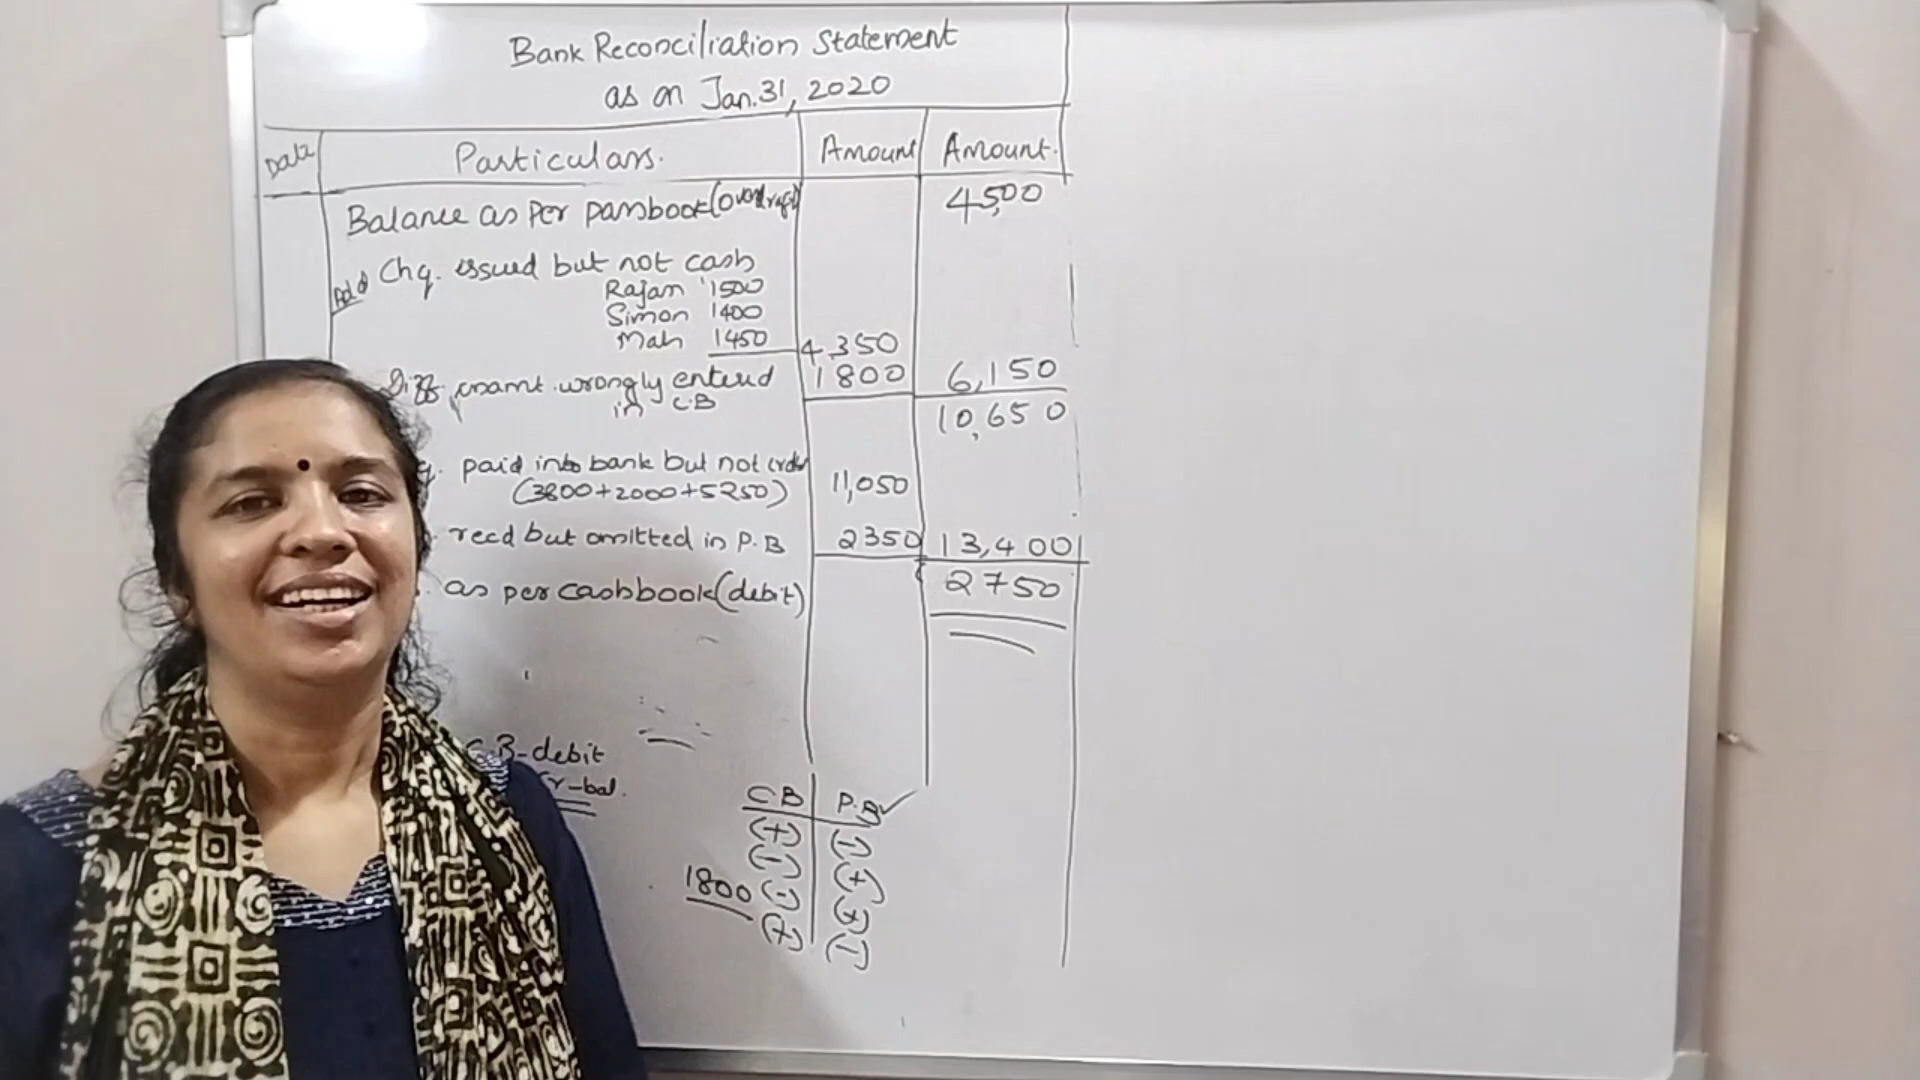 Bank Reconciliation Statement
as on Jan.31, 2020
Date Particulars. Amount Amount.
Balance as Per passbook (Overdraft) 4,500
Add Chq. issued but not cash
Rajan 1500
Simon 1400
1450 4,350
Diff. wrongly entered 1800 6,150
in C.B 10,650
paid into bank but not
(3800+2000+5250) 11,050
recd but omitted in P.B 2350 13,400
as per cashbook (debit) 2750
C.B-debit
r-bal.
C B P.B ✓
(+) (-)
(-) (+)
1800 (-) (+)
(+) (-)